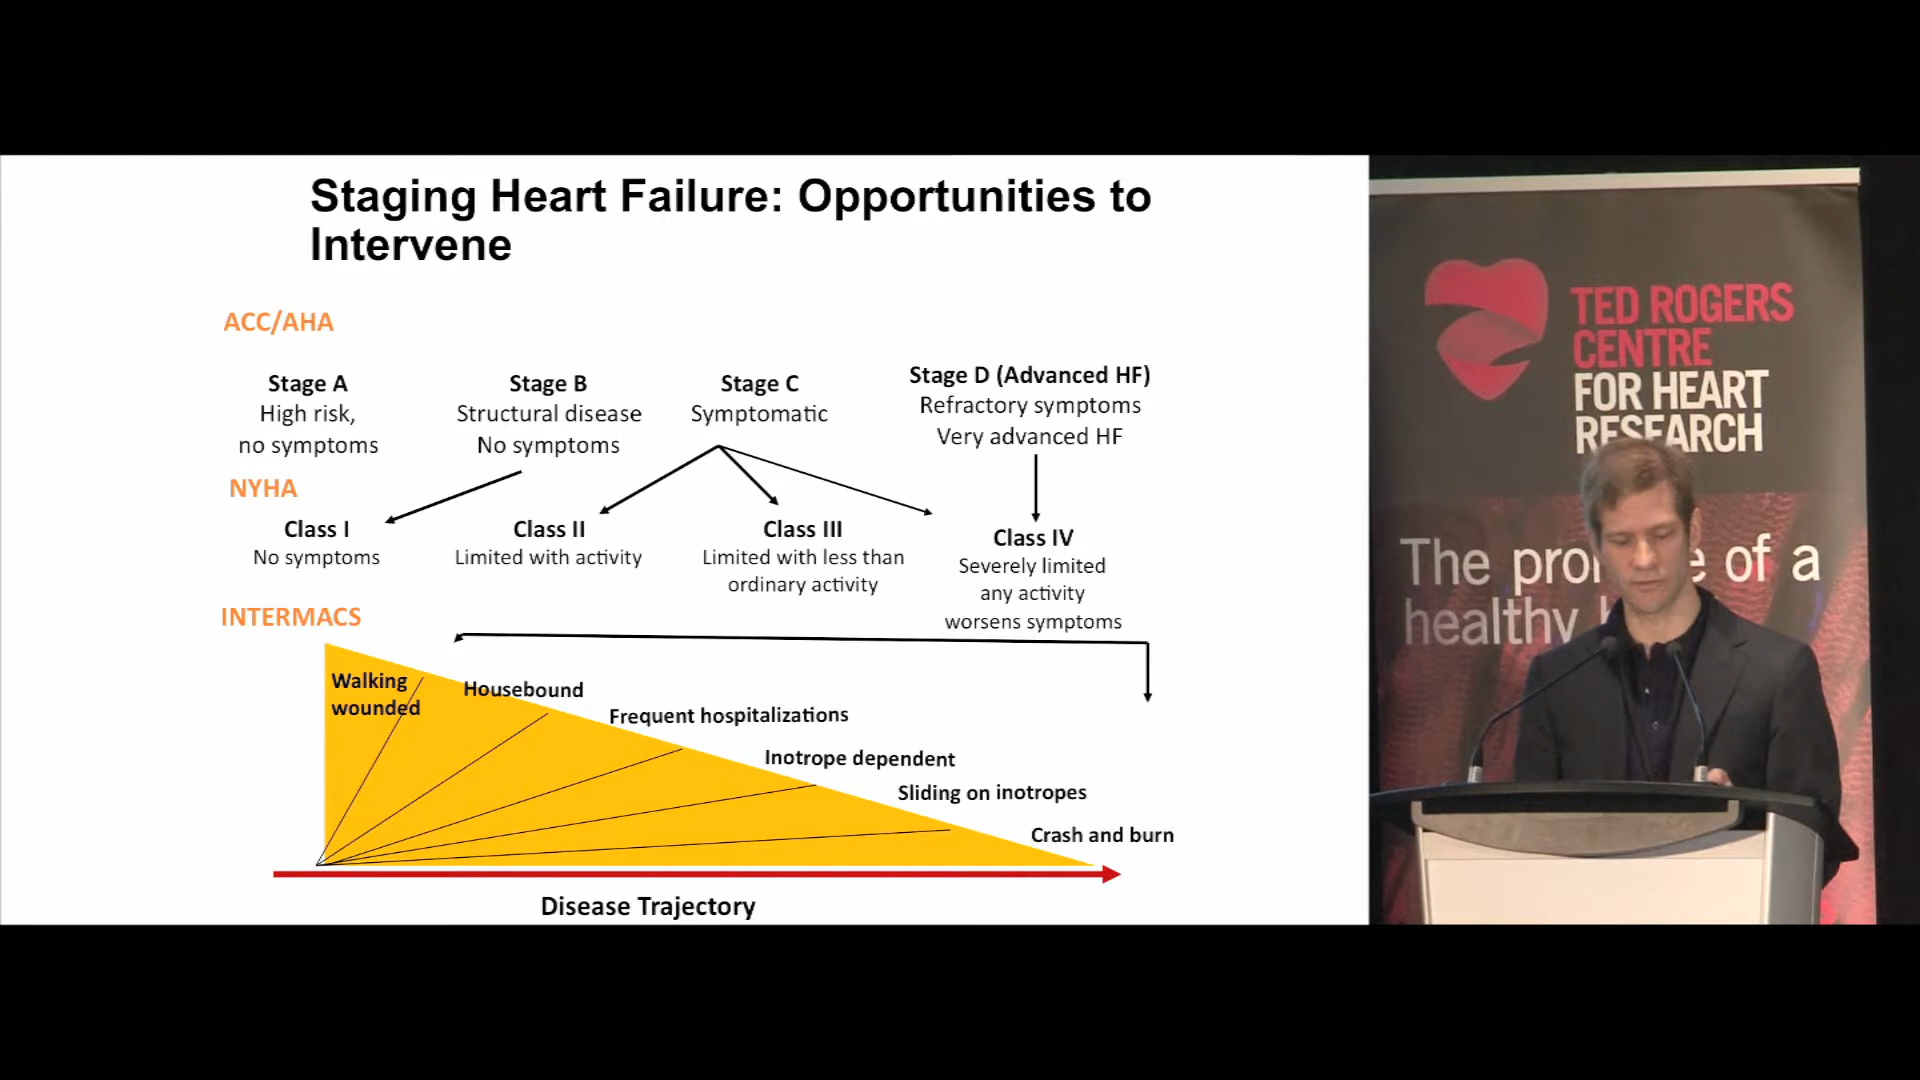 Staging Heart Failure: Opportunities to
Intervene
ACC/AHA
Stage A
High risk,
no symptoms
Stage B
Structural disease
No symptoms
Stage C
Symptomatic
Stage D (Advanced HF)
Refractory symptoms
Very advanced HF
NYHA
Class I
No symptoms
Class II
Limited with activity
Class III
Limited with less than
ordinary activity
Class IV
Severely limited
any activity
worsens symptoms
INTERMACS
Walking
wounded
Housebound
Frequent hospitalizations
Inotrope dependent
Sliding on inotropes
Crash and burn
Disease Trajectory
TED ROGERS
CENTRE
FOR HEART
RESEARCH
The of a
healthy